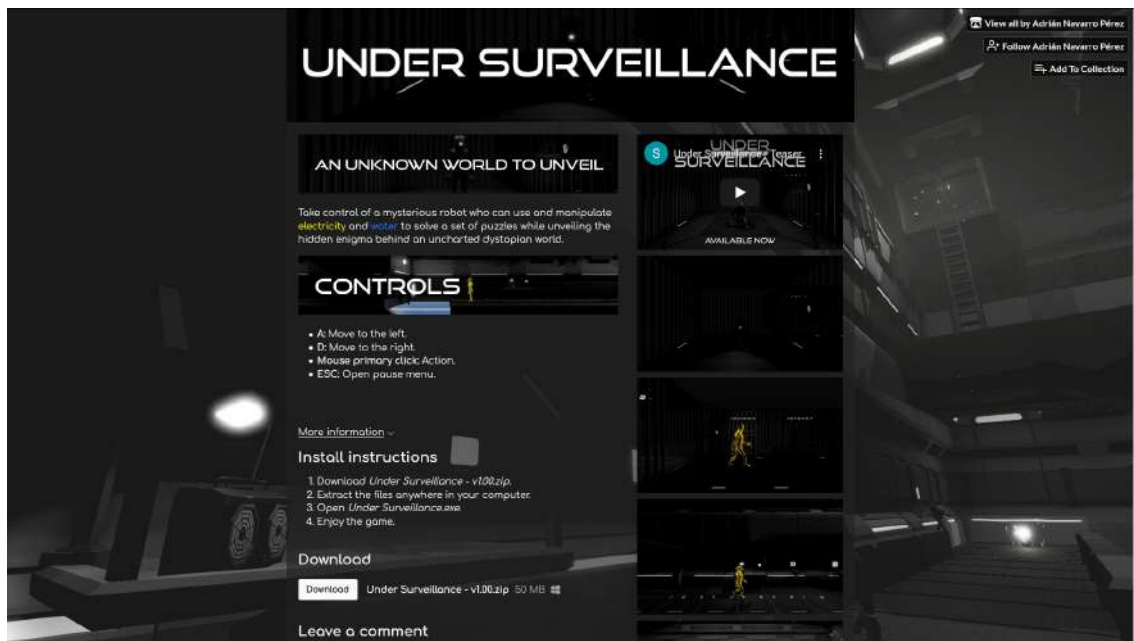 View all by Adrián Navarro Pérez
Follow Adrián Navarro Pérez
Add To Collection
UNDER SURVEILLANCE
AN UNKNOWN WORLD TO UNVEIL
Take control of a mysterious robot who can use and manipulate
electricity and water to solve a set of puzzles while unveiling the
hidden enigma behind an uncharted dystopian world.
CONTROLS
• A: Move to the left.
• D: Move to the right.
• Mouse primary click: Action.
• ESC: Open pause menu.
More information
Install instructions
1. Download Under Surveillance - v1.00.zip.
2. Extract the files anywhere in your computer.
3. Open Under Surveillance.exe.
4. Enjoy the game.
Download
Download Under Surveillance - v1.00.zip 50 MB
Leave a comment
S Under Surveillance - Teaser
UNDER
SURVEILLANCE
AVAILABLE NOW